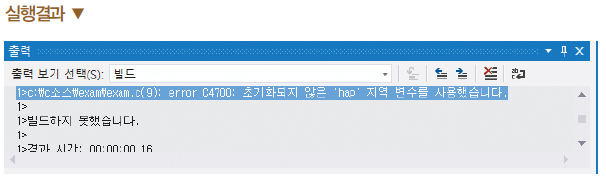 실행결과 ▼
출력
출력 보기 선택(S): 빌드
1>c:\c소스\exam\exam.c(9): error C4700: 초기화되지 않은 'hap' 지역 변수를 사용했습니다.
1>
1>빌드하지 못했습니다.
1>
1>결과 시간: 00:00:00.16